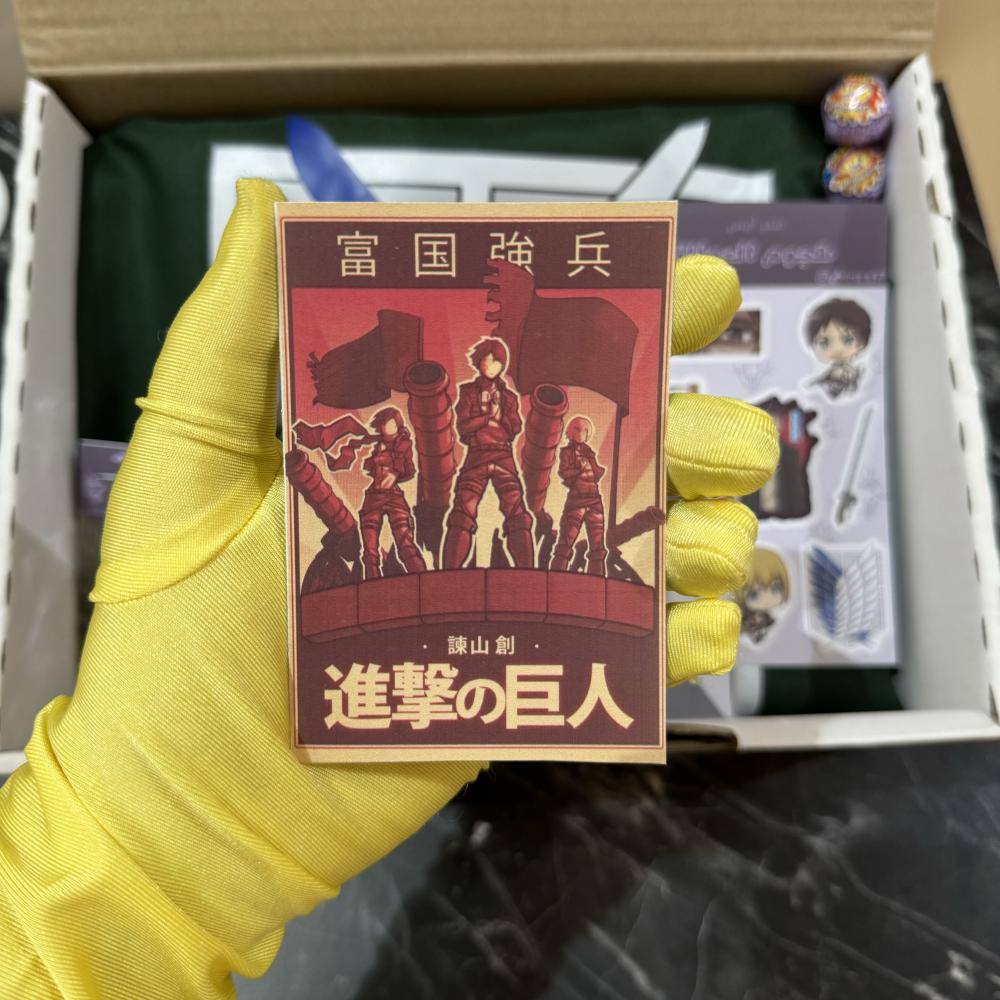 富国強兵
· 諫山創 ·
進撃の巨人